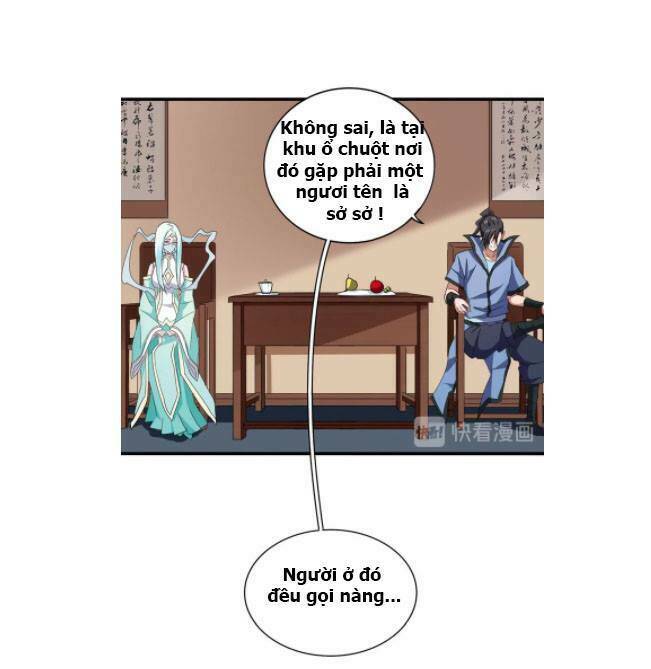 Không sai, là tại
khu ổ chuột nơi
đó gặp phải một
ngươi tên là
sở sở !
快看漫画
Người ở đó
đêu gọi nàng...